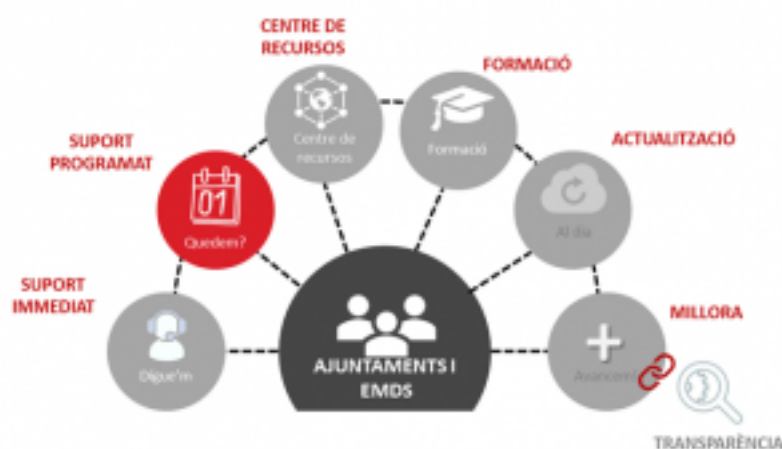 CENTRE DE
RECURSOS
FORMACIÓ
SUPORT
PROGRAMAT
ACTUALITZACIÓ
Centre de
recursos
Formació
01
Quedem?
Al dia
SUPORT
IMMEDIAT
MILLORA
Digue'm
AJUNTAMENTS I
EMDS
Avancem
TRANSPARÈNCIA